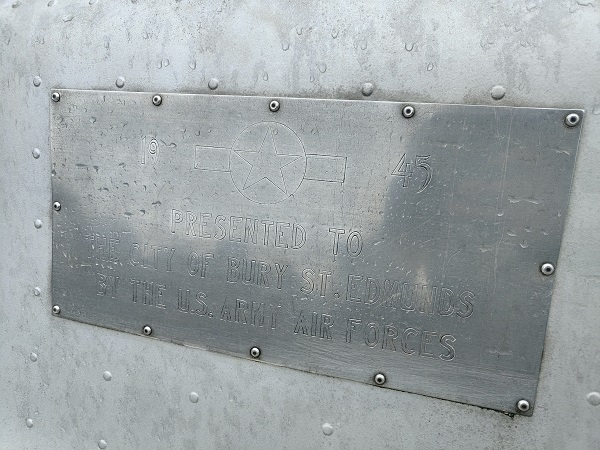 19 45
PRESENTED TO
THE CITY OF BURY ST. EDMUNDS
BY THE U.S. ARMY AIR FORCES